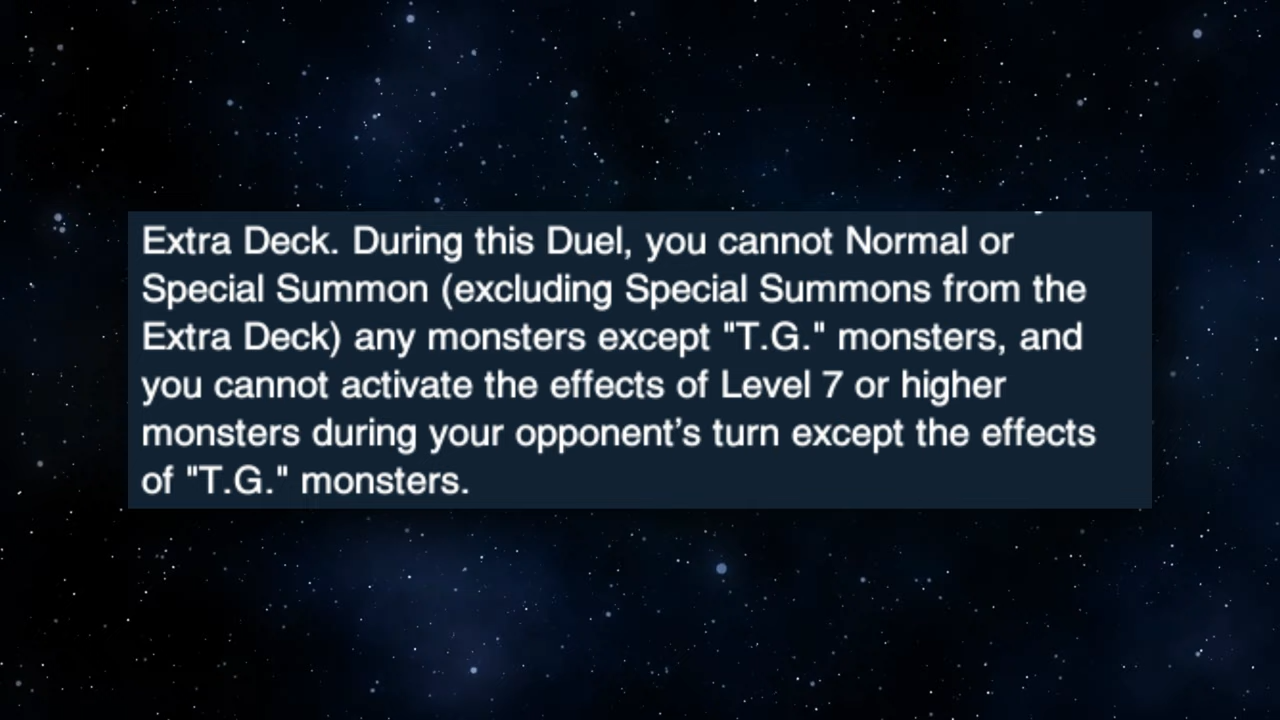 Extra Deck. During this Duel, you cannot Normal or
Special Summon (excluding Special Summons from the
Extra Deck) any monsters except "T.G." monsters, and
you cannot activate the effects of Level 7 or higher
monsters during your opponent’s turn except the effects
of "T.G." monsters.